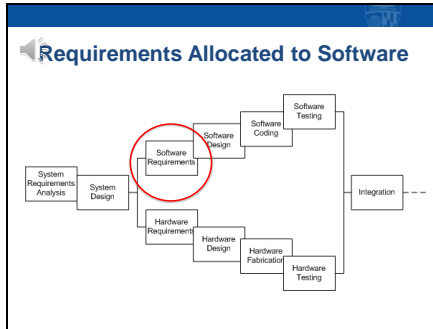 Requirements Allocated to Software
Software
Testing
Software
Coding
Software
Design
Software
Requirements
System
Requirements
Analysis
System
Design
Integration
Hardware
Requirements
Hardware
Design
Hardware
Fabrication
Hardware
Testing